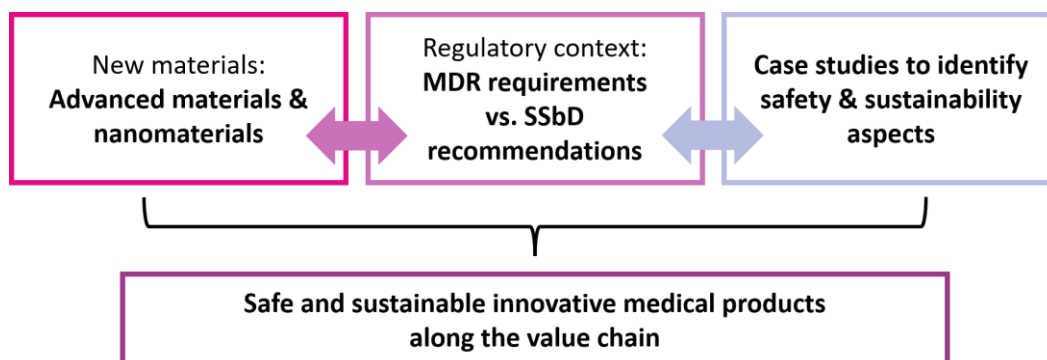 New materials:
Advanced materials &
nanomaterials
Regulatory context:
MDR requirements
vs. SSbD
recommendations
Case studies to identify
safety & sustainability
aspects
Safe and sustainable innovative medical products
along the value chain